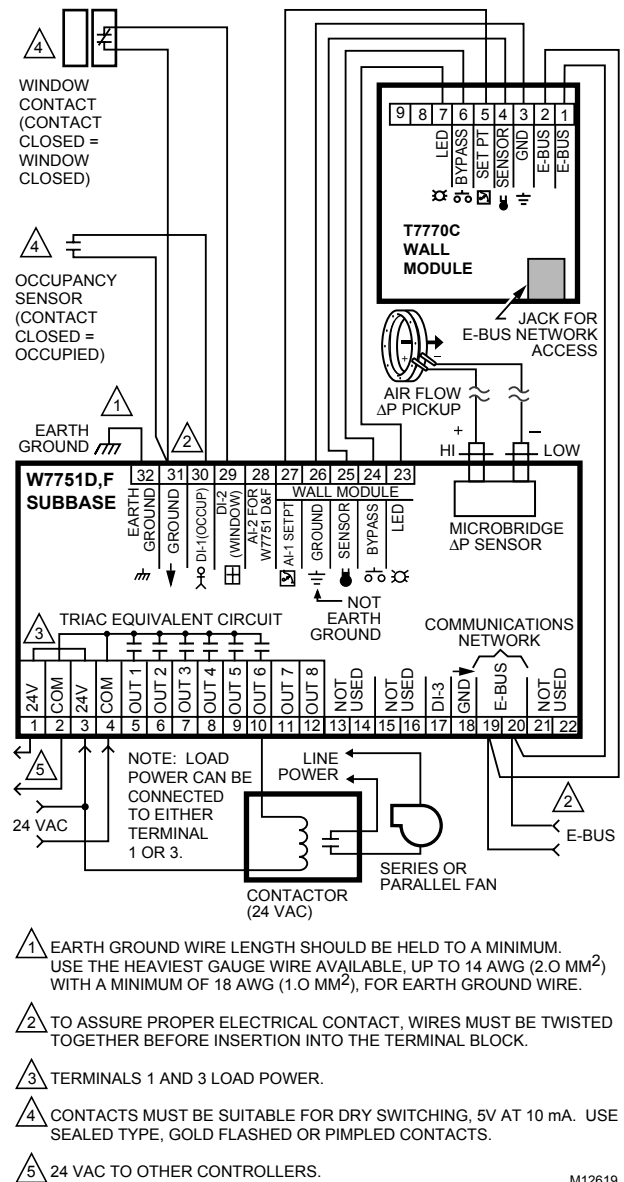 4
WINDOW
CONTACT
(CONTACT
CLOSED =
WINDOW
CLOSED)
9 8 7 6 5 4 3 2 1
LED
BYPASS
SET PT
SENSOR
GND
E-BUS
E-BUS
T7770C
WALL
MODULE
JACK FOR
E-BUS NETWORK
ACCESS
4
OCCUPANCY
SENSOR
(CONTACT
CLOSED =
OCCUPIED)
+ –
AIR FLOW
ΔP PICKUP
1
EARTH
GROUND
2
+ –
HI LOW
MICROBRIDGE
ΔP SENSOR
W7751D,F
SUBBASE
32 31 30 29 28 27 26 25 24 23
EARTH
GROUND
GROUND
DI-1(OCCUP)
DI-2
(WINDOW)
AI-2 FOR
W7751 D&F
WALL MODULE
AI-1 SETPT
GROUND
SENSOR
BYPASS
LED
NOT
EARTH
GROUND
3
TRIAC EQUIVALENT CIRCUIT
COMMUNICATIONS
NETWORK
24V
COM
24V
COM
OUT 1
OUT 2
OUT 3
OUT 4
OUT 5
OUT 6
OUT 7
OUT 8
NOT
USED
NOT
USED
DI-3
GND
E-BUS
NOT
USED
1 2 3 4 5 6 7 8 9 10 11 12 13 14 15 16 17 18 19 20 21 22
5
24 VAC
NOTE: LOAD
POWER CAN BE
CONNECTED
TO EITHER
TERMINAL
1 OR 3.
LINE
POWER
CONTACTOR
(24 VAC)
SERIES OR
PARALLEL FAN
2
E-BUS
1 EARTH GROUND WIRE LENGTH SHOULD BE HELD TO A MINIMUM.
USE THE HEAVIEST GAUGE WIRE AVAILABLE, UP TO 14 AWG (2.O MM2)
WITH A MINIMUM OF 18 AWG (1.O MM2), FOR EARTH GROUND WIRE.
2 TO ASSURE PROPER ELECTRICAL CONTACT, WIRES MUST BE TWISTED
TOGETHER BEFORE INSERTION INTO THE TERMINAL BLOCK.
3 TERMINALS 1 AND 3 LOAD POWER.
4 CONTACTS MUST BE SUITABLE FOR DRY SWITCHING, 5V AT 10 mA. USE
SEALED TYPE, GOLD FLASHED OR PIMPLED CONTACTS.
5 24 VAC TO OTHER CONTROLLERS.
M12619